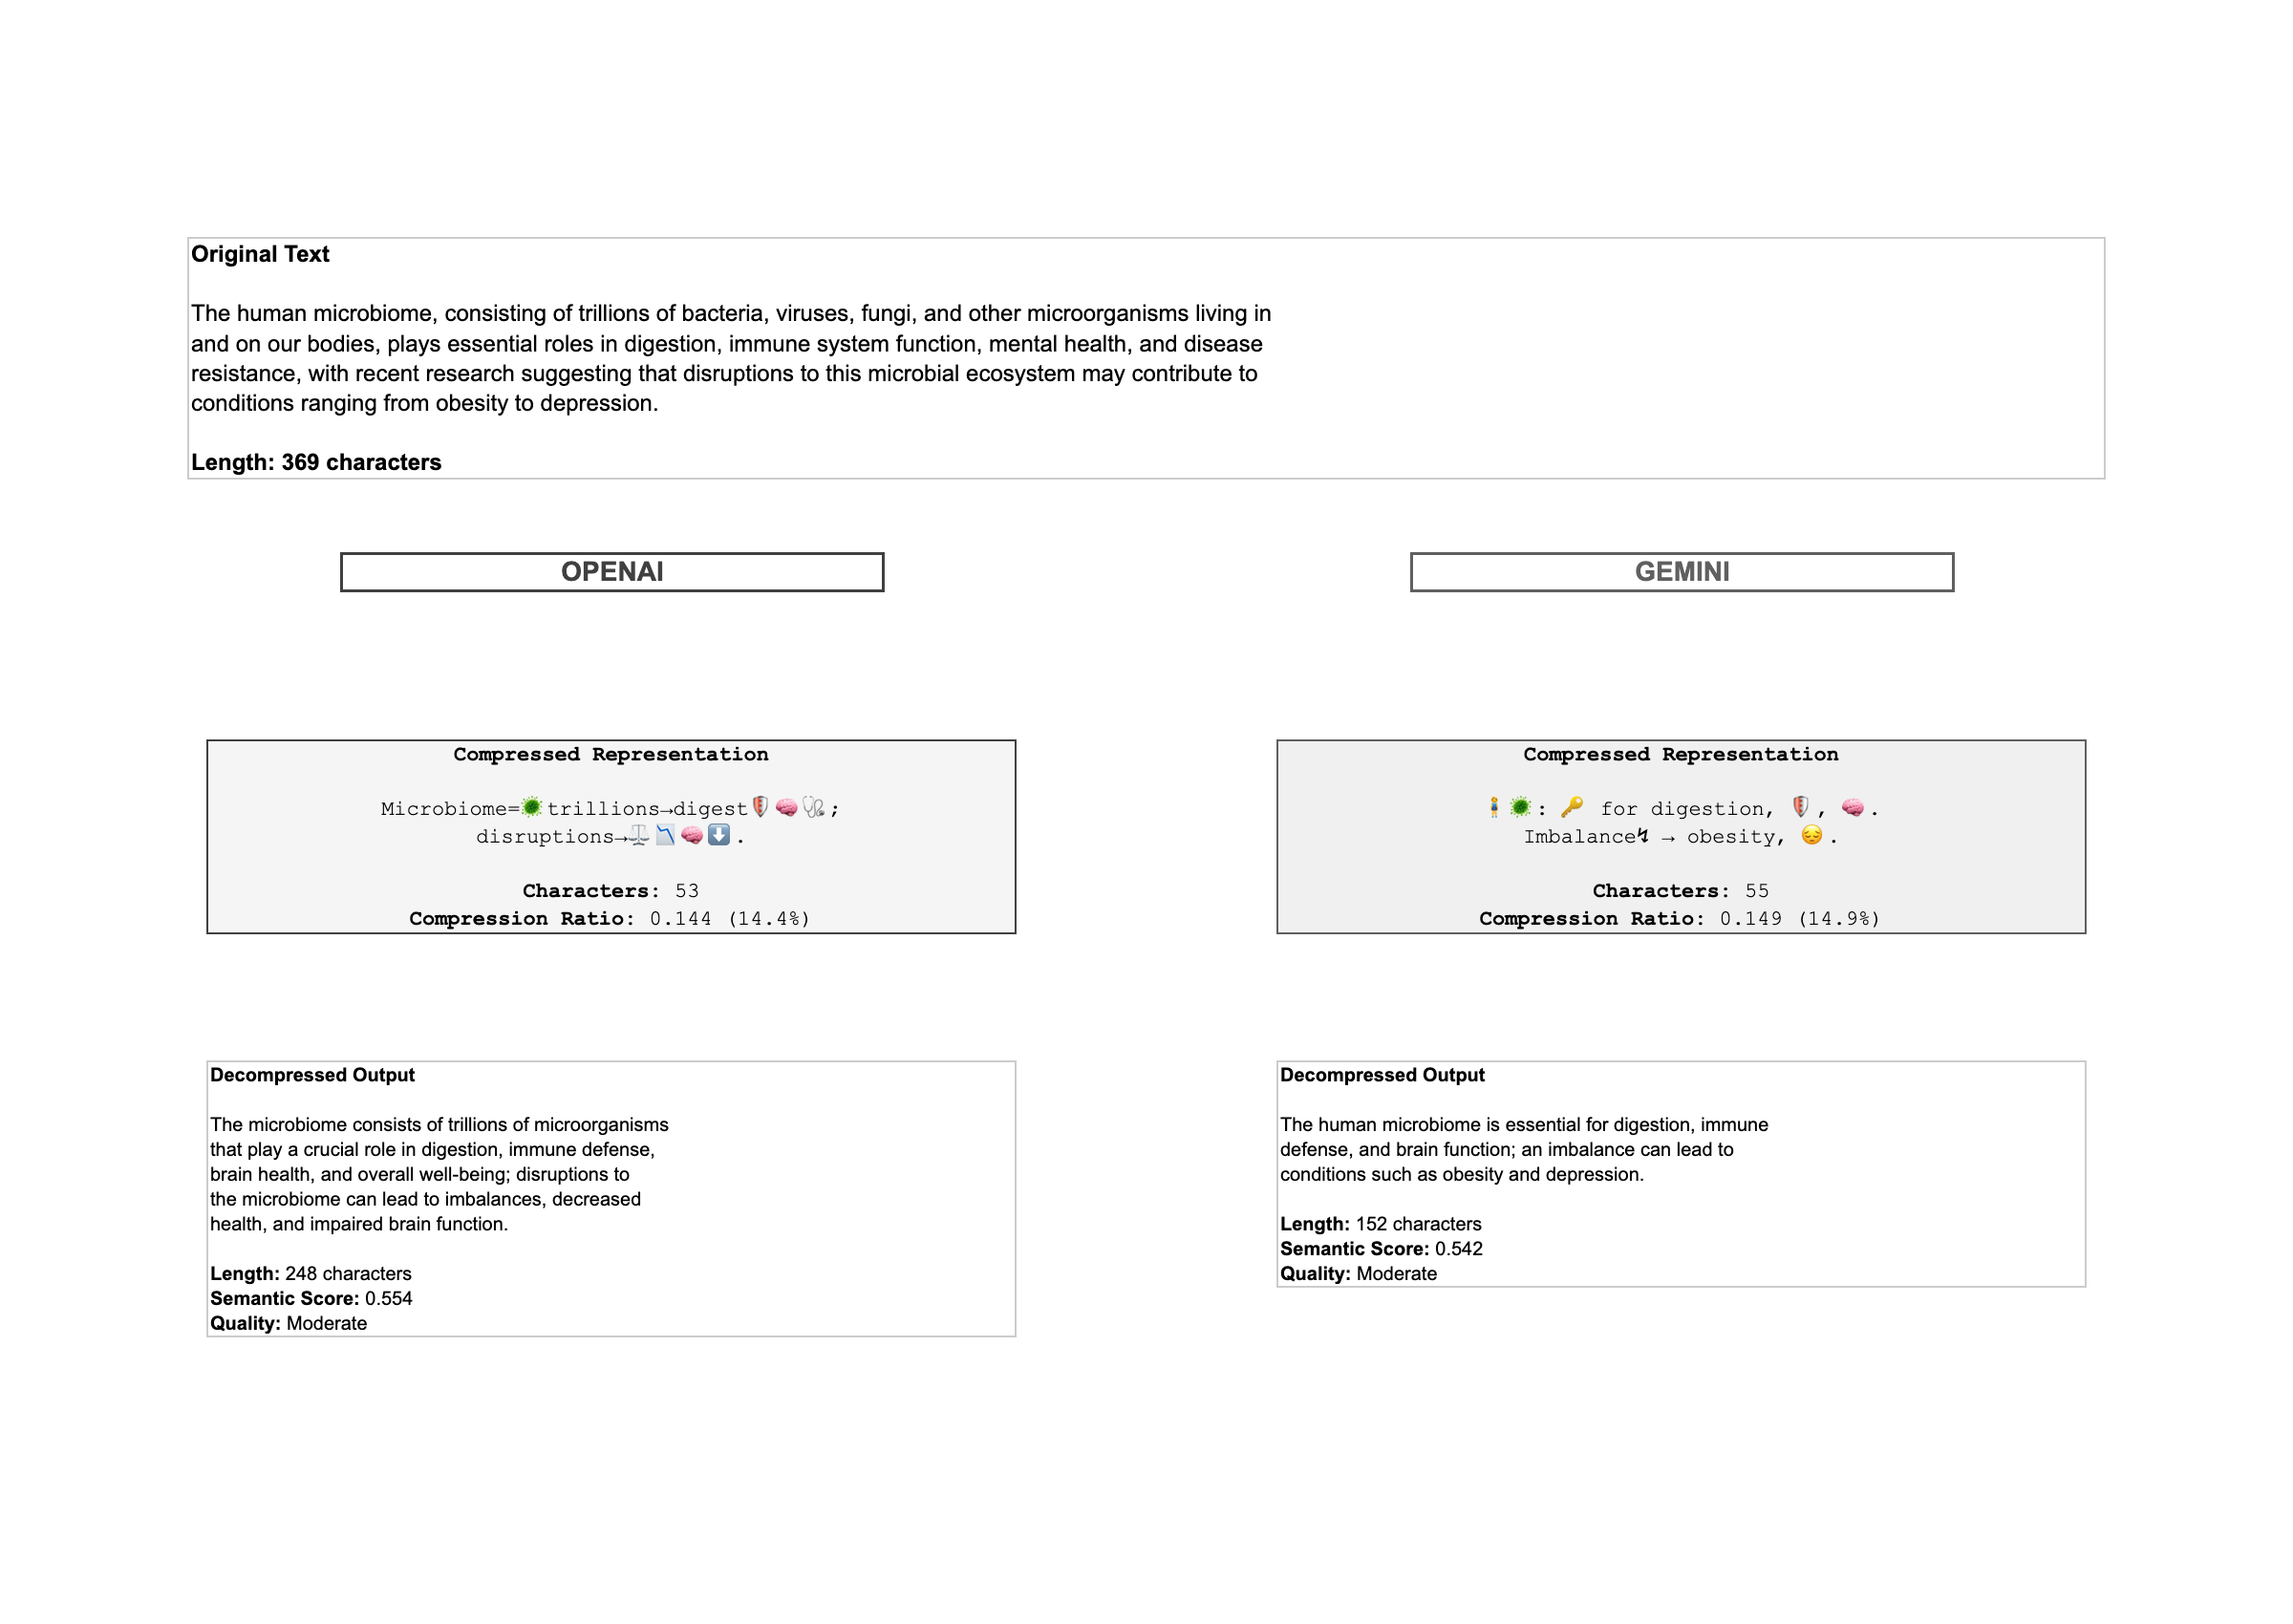 Original Text
The human microbiome, consisting of trillions of bacteria, viruses, fungi, and other microorganisms living in
and on our bodies, plays essential roles in digestion, immune system function, mental health, and disease
resistance, with recent research suggesting that disruptions to this microbial ecosystem may contribute to
conditions ranging from obesity to depression.
Length: 369 characters
OPENAI
Compressed Representation
Microbiome=🦠trillions→digest🛡️🧠🩺;
disruptions→⚖️📉🧠⬇️.
Characters: 53
Compression Ratio: 0.144 (14.4%)
Decompressed Output
The microbiome consists of trillions of microorganisms
that play a crucial role in digestion, immune defense,
brain health, and overall well-being; disruptions to
the microbiome can lead to imbalances, decreased
health, and impaired brain function.
Length: 248 characters
Semantic Score: 0.554
Quality: Moderate
GEMINI
Compressed Representation
🧍🦠: 🔑 for digestion, 🛡️, 🧠.
Imbalance↯ → obesity, 😔.
Characters: 55
Compression Ratio: 0.149 (14.9%)
Decompressed Output
The human microbiome is essential for digestion, immune
defense, and brain function; an imbalance can lead to
conditions such as obesity and depression.
Length: 152 characters
Semantic Score: 0.542
Quality: Moderate